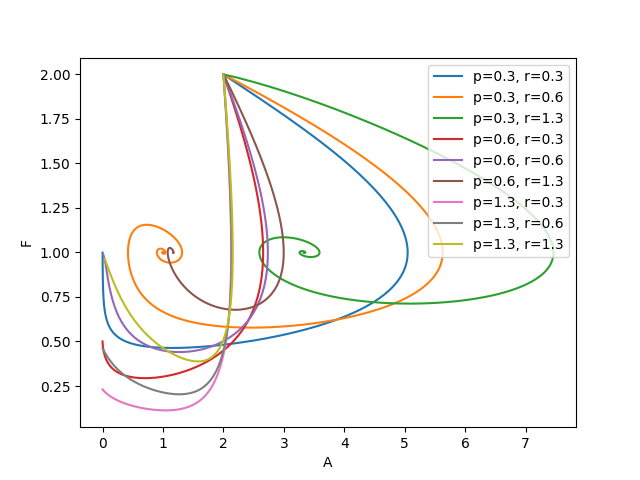 2.00
1.75
1.50
1.25
1.00
0.75
0.50
0.25
F
0 1 2 3 4 5 6 7
A
p=0.3, r=0.3
p=0.3, r=0.6
p=0.3, r=1.3
p=0.6, r=0.3
p=0.6, r=0.6
p=0.6, r=1.3
p=1.3, r=0.3
p=1.3, r=0.6
p=1.3, r=1.3